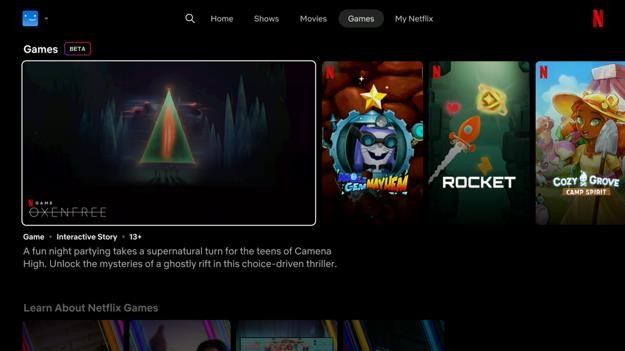 Home Shows Movies Games My Netflix
N
Games BETA
N GAME
OXENFREE
N
MAYHEM
N
ROCKET
N
COZY GROVE
CAMP SPIRIT
Game • Interactive Story • 13+
A fun night partying takes a supernatural turn for the teens of Camena
High. Unlock the mysteries of a ghostly rift in this choice-driven thriller.
Learn About Netflix Games